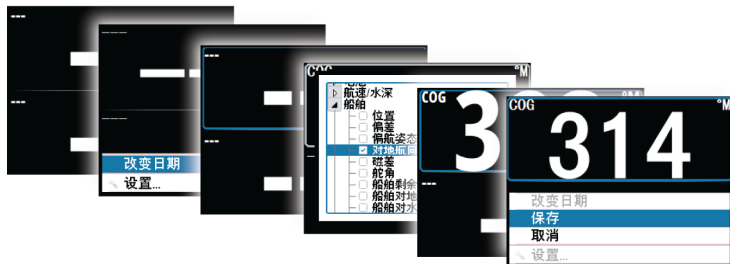 ---
---
---
改变日期
设置...
---
---
COG
°M
航速/水深
船舶
位置
偏差
偏航姿态
对地航向
磁差
舵角
船舶剩余
船舶对地
船舶对水
COG
°M
---
COG
°M
314
改变日期
保存
取消
设置...